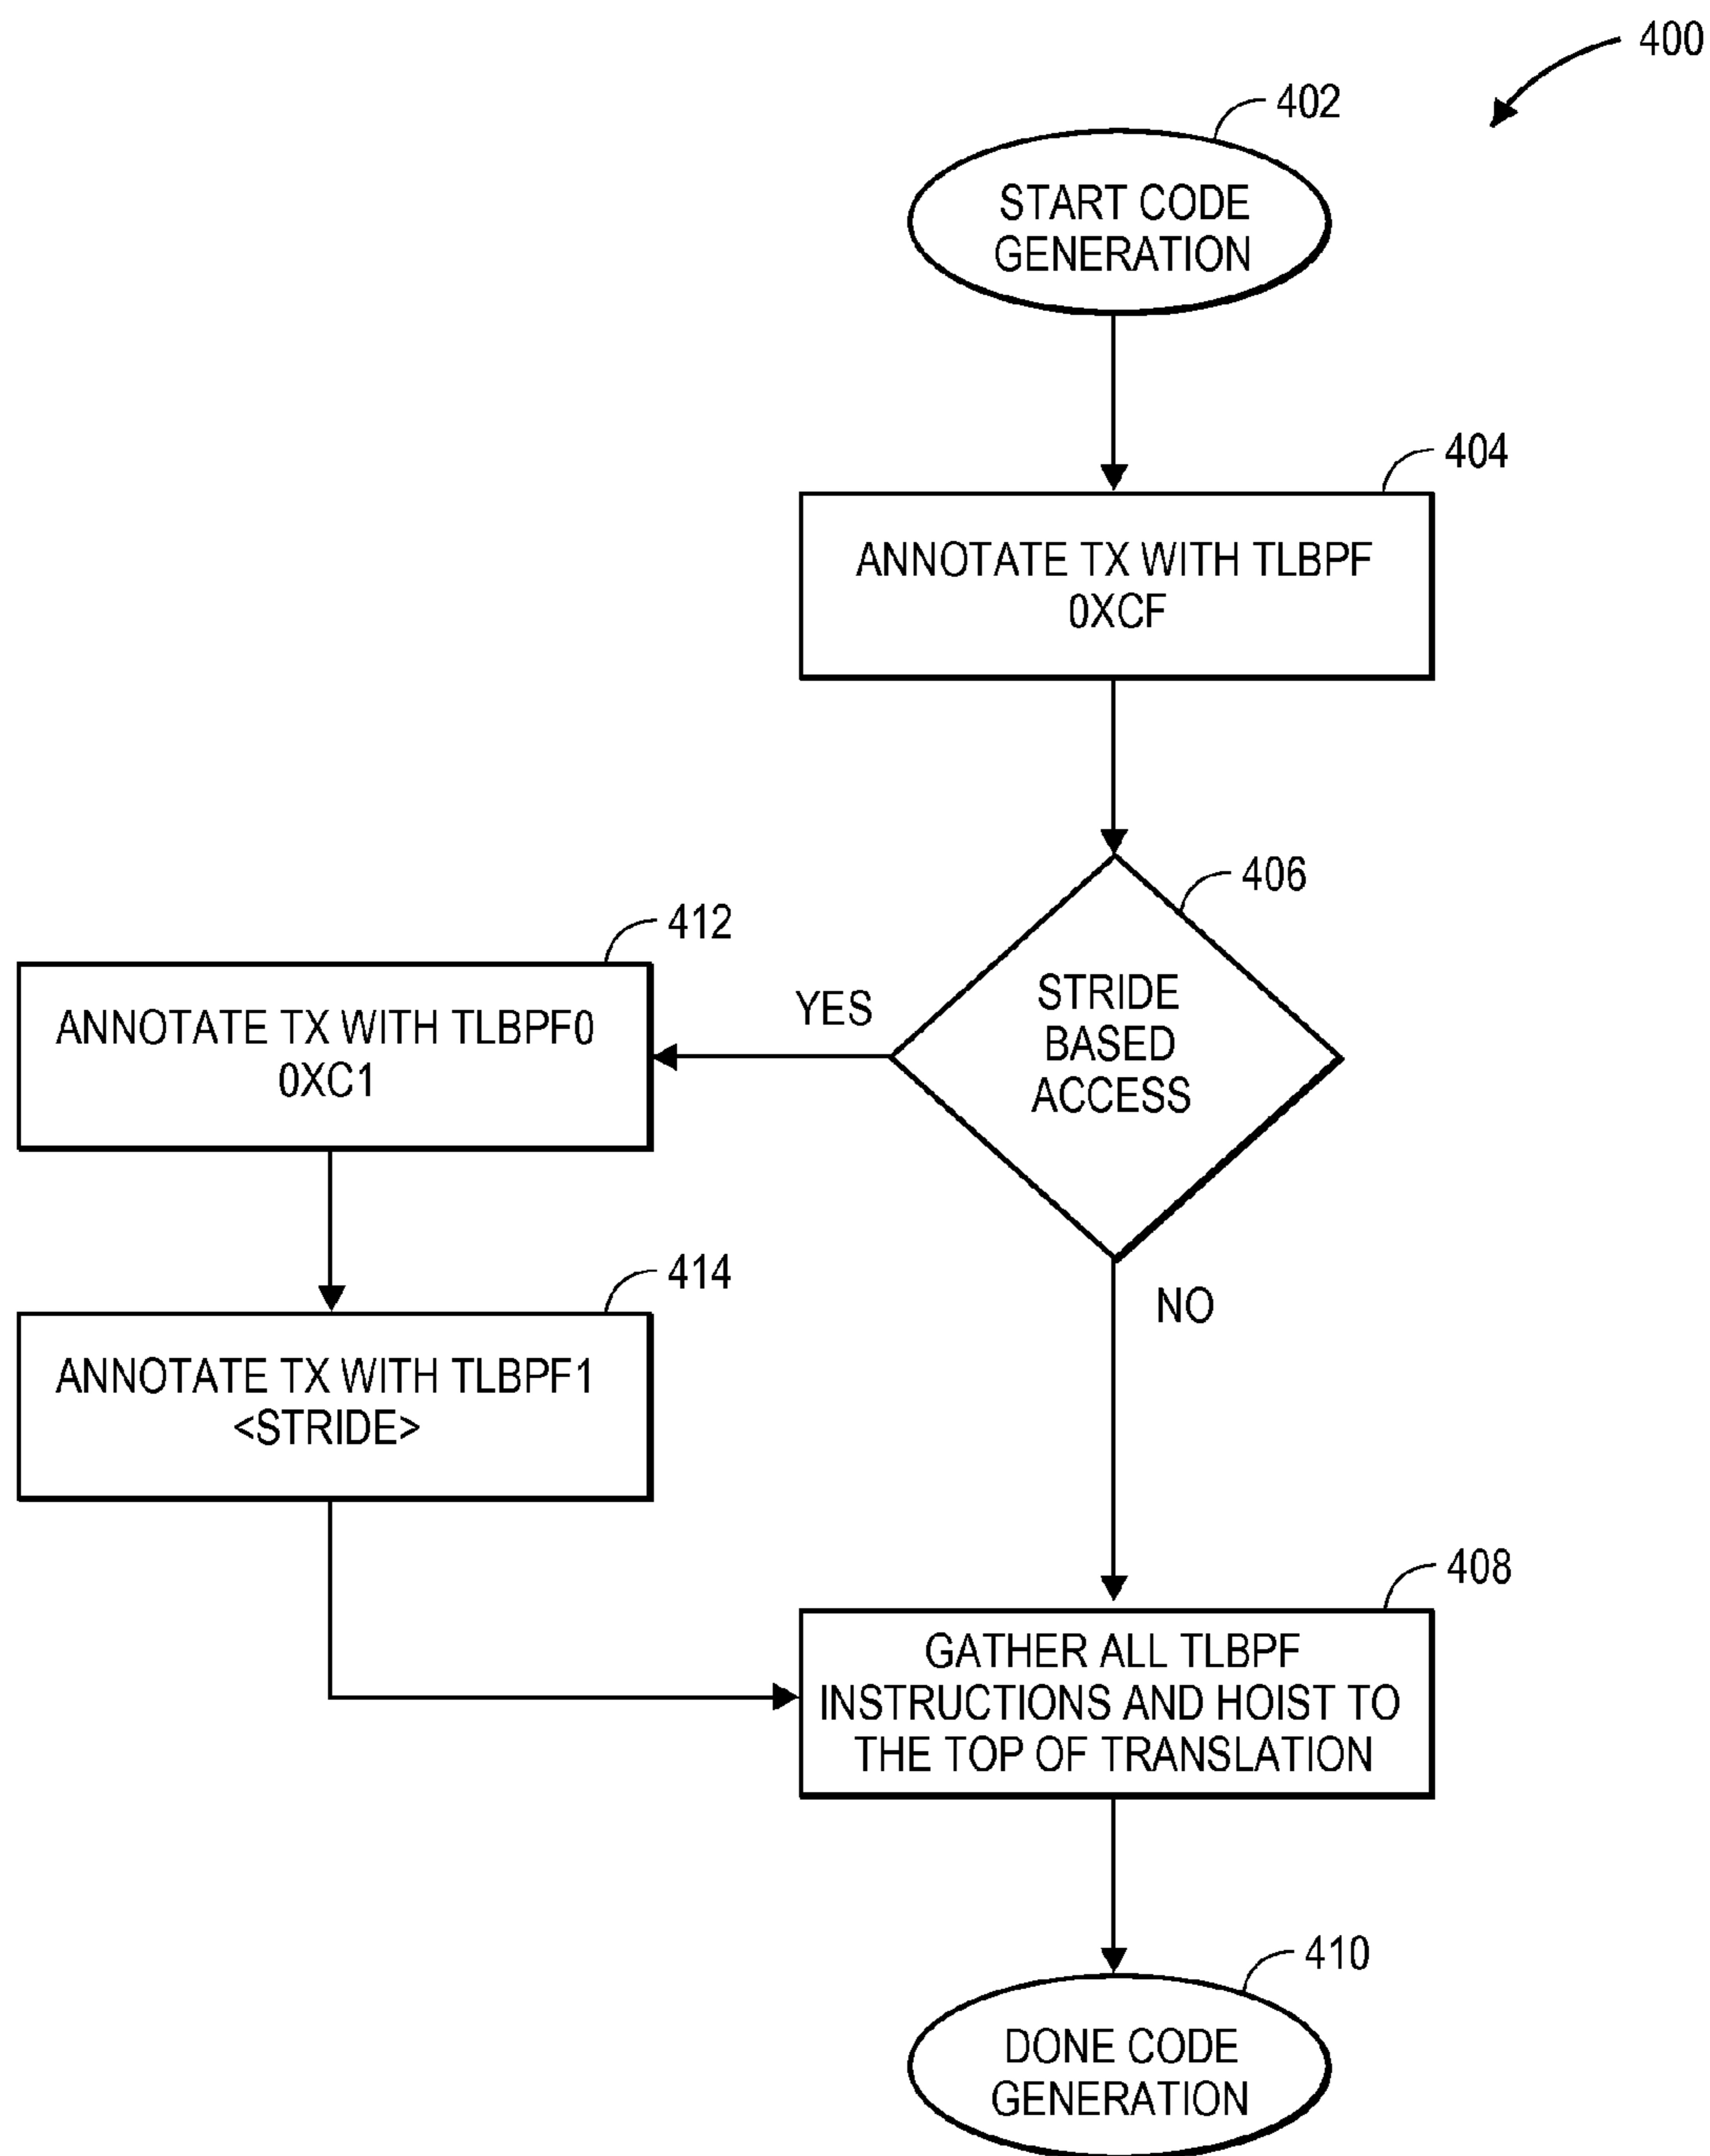 400
402
START CODE
GENERATION
404
ANNOTATE TX WITH TLBPF
0XCF
406
STRIDE
BASED
ACCESS
YES
NO
412
ANNOTATE TX WITH TLBPF0
0XC1
414
ANNOTATE TX WITH TLBPF1
<STRIDE>
408
GATHER ALL TLBPF
INSTRUCTIONS AND HOIST TO
THE TOP OF TRANSLATION
410
DONE CODE
GENERATION